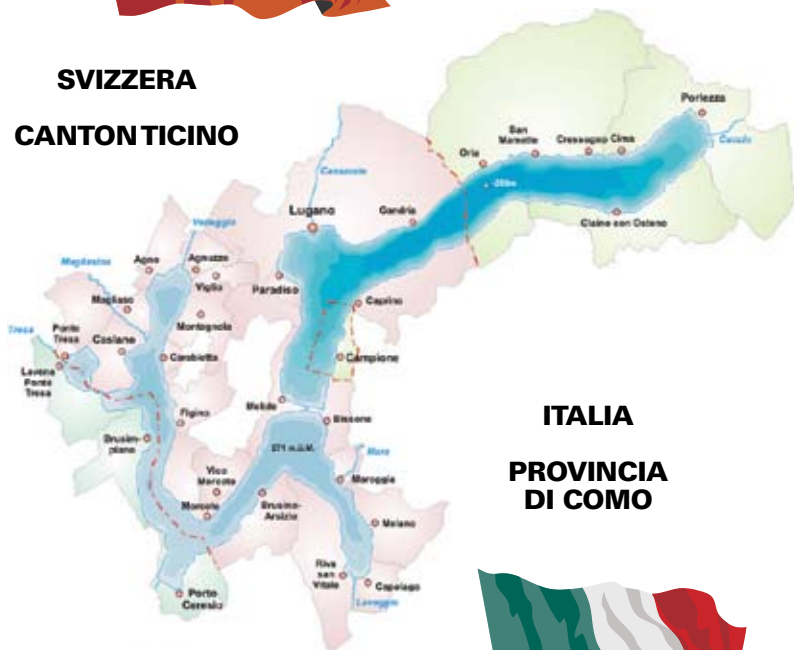 SVIZZERA
CANTON TICINO
Porlezza
San
Mamette
Cressogno
Cima
Oria
Cuccio
Cassarate
Lugano
Gandria
Claino con Osteno
Vedeggio
Agno
Agnuzzo
Viglio
Magliasina
Paradiso
Magliaso
Caprino
Montagnola
Tresa
Ponte
Tresa
Caslano
Carabietta
Campione
Lavena
Ponte
Tresa
Melide
Figino
Bissone
ITALIA
Brusim-
piano
271 m.ü.M.
Mara
PROVINCIA
DI COMO
Vico
Morcote
Maroggia
Morcote
Brusino-
Arsizio
Melano
Riva
san
Vitale
Capolago
Porto
Ceresio
Laveggio